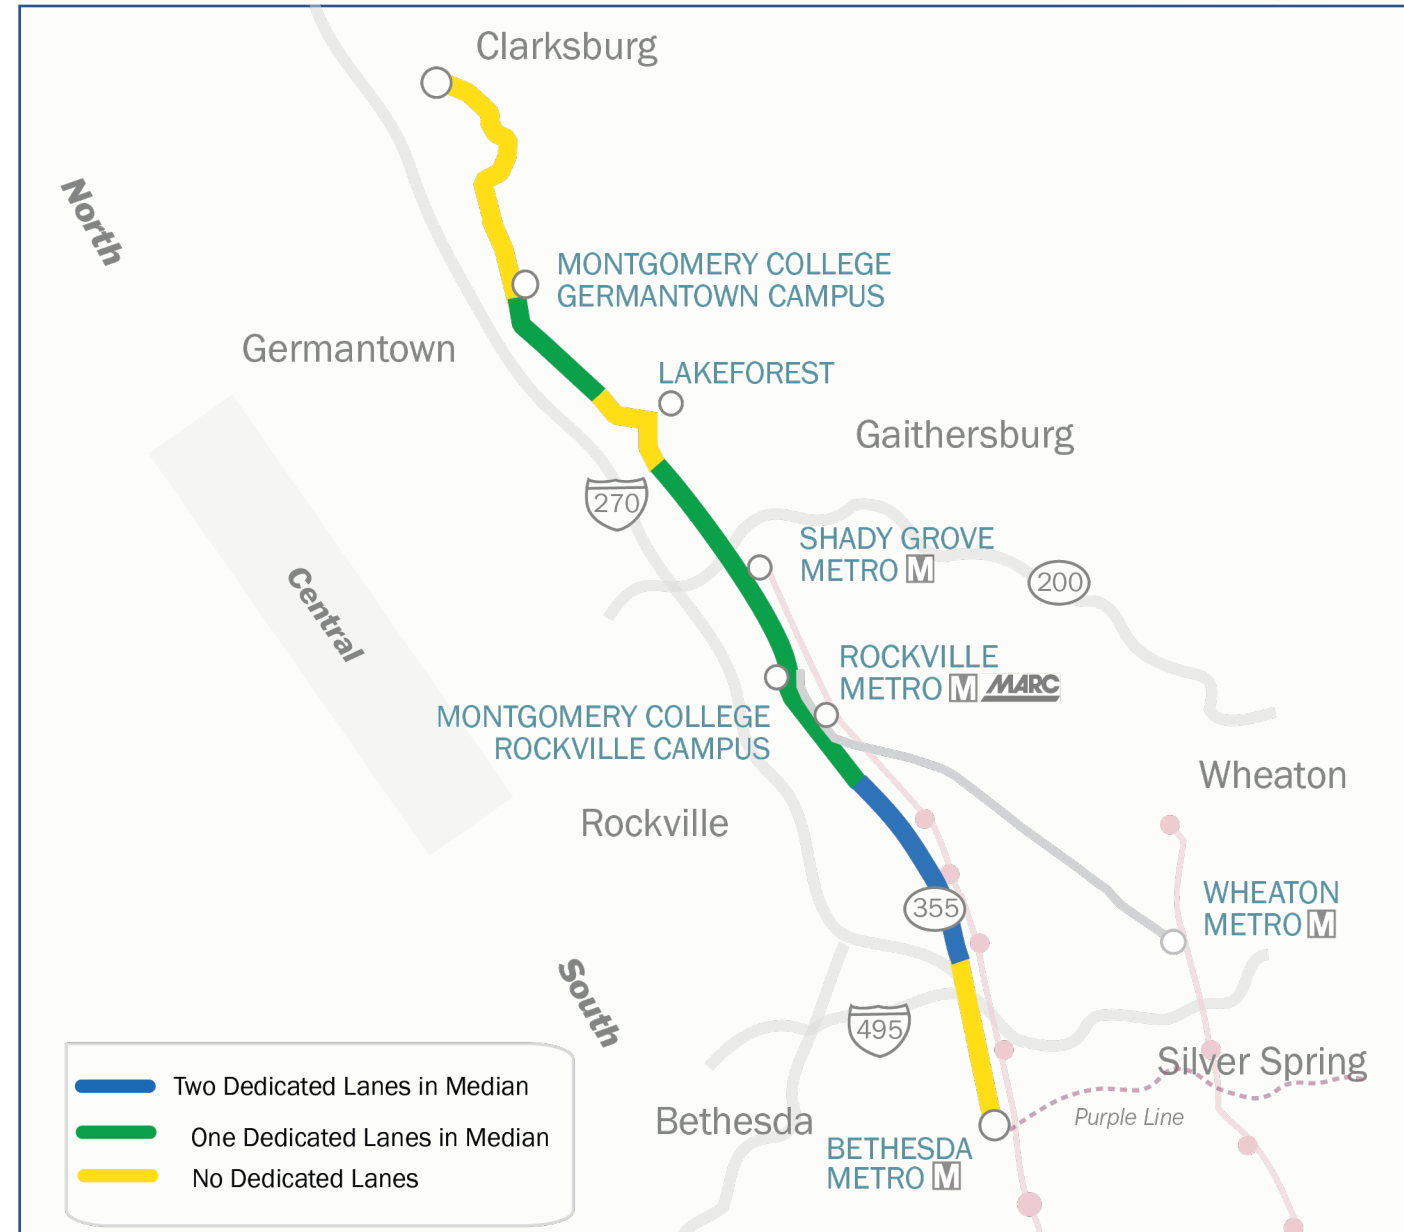 Clarksburg
North
MONTGOMERY COLLEGE
GERMANTOWN CAMPUS
Germantown
LAKEFOREST
Gaithersburg
270
SHADY GROVE
METRO M
200
Central
ROCKVILLE
METRO M MARC
MONTGOMERY COLLEGE
ROCKVILLE CAMPUS
Wheaton
Rockville
WHEATON
METRO M
355
South
495
Silver Spring
Two Dedicated Lanes in Median
One Dedicated Lanes in Median
No Dedicated Lanes
Bethesda
Purple Line
BETHESDA
METRO M